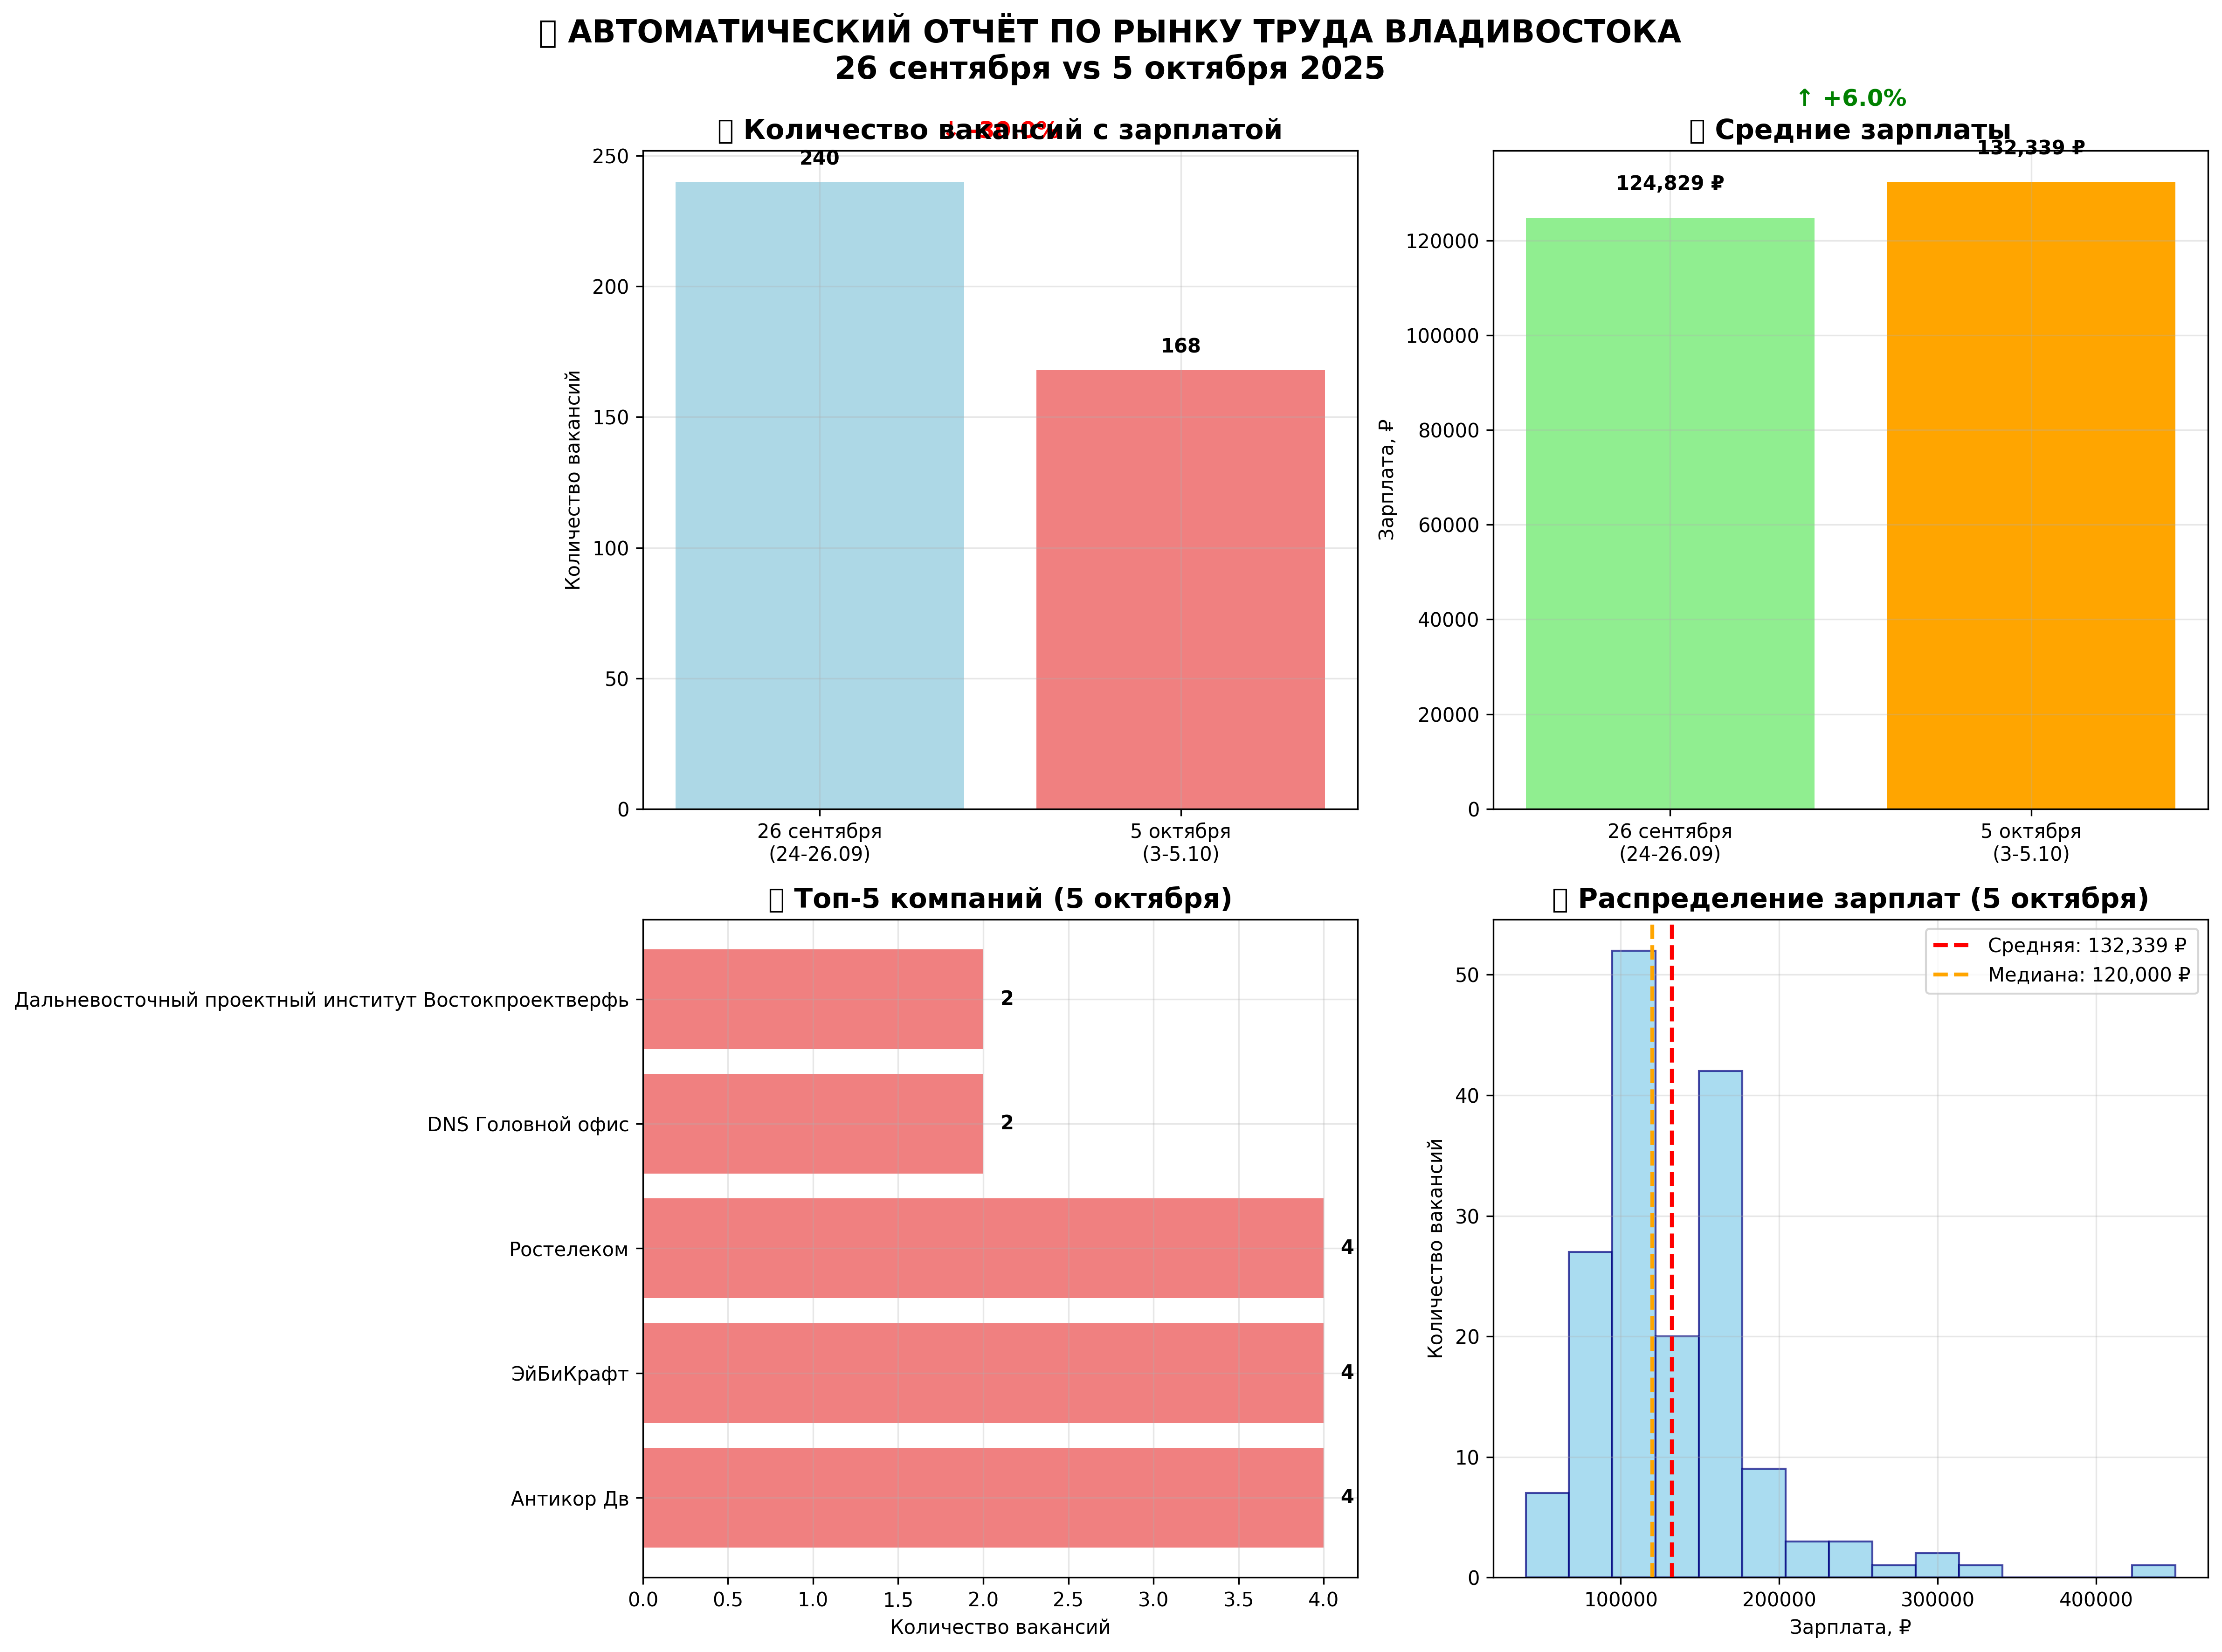 АВТОМАТИЧЕСКИЙ ОТЧЁТ ПО РЫНКУ ТРУДА ВЛАДИВОСТОКА
26 сентября vs 5 октября 2025
↓ -30.0%
Количество вакансий с зарплатой
Количество вакансий
250
200
150
100
50
0
240
168
26 сентября
(24-26.09)
5 октября
(3-5.10)
↑ +6.0%
Средние зарплаты
Зарплата, ₽
120000
100000
80000
60000
40000
20000
0
124,829 ₽
132,339 ₽
26 сентября
(24-26.09)
5 октября
(3-5.10)
Топ-5 компаний (5 октября)
Дальневосточный проектный институт Востокпроектверфь
2
DNS Головной офис
2
Ростелеком
4
ЭйБиКрафт
4
Антикор Дв
4
0.0 0.5 1.0 1.5 2.0 2.5 3.0 3.5 4.0
Количество вакансий
Распределение зарплат (5 октября)
Средняя: 132,339 ₽
Медиана: 120,000 ₽
Количество вакансий
50
40
30
20
10
0
100000 200000 300000 400000
Зарплата, ₽